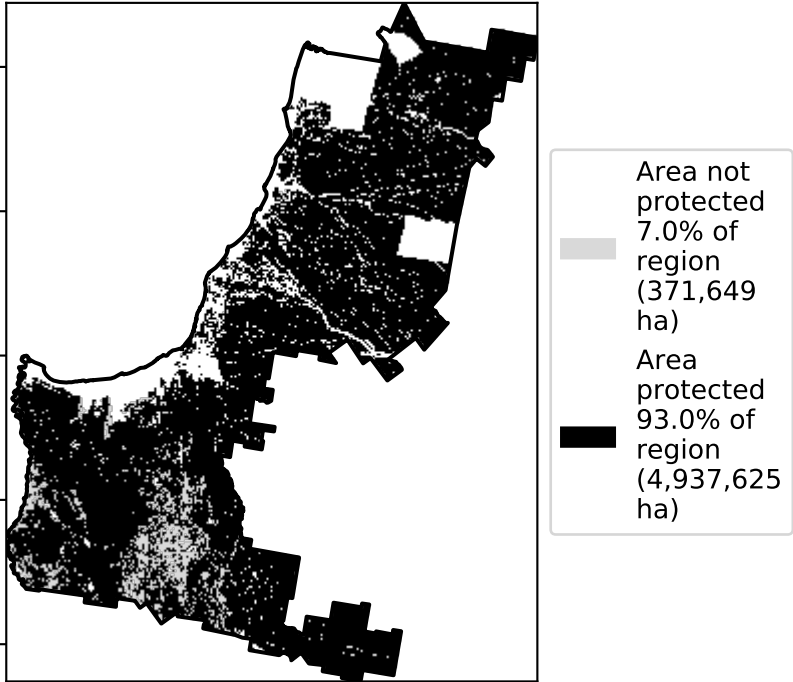 Area not
protected
7.0% of
region
(371,649
ha)
Area
protected
93.0% of
region
(4,937,625
ha)